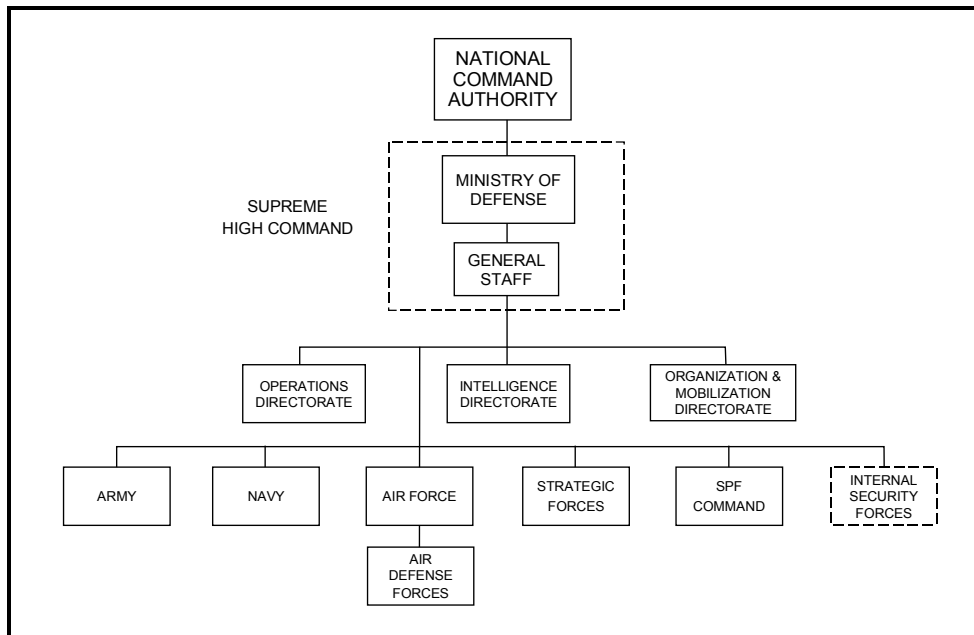 NATIONAL
COMMAND
AUTHORITY
MINISTRY OF
DEFENSE
SUPREME
HIGH COMMAND
GENERAL
STAFF
OPERATIONS
DIRECTORATE
INTELLIGENCE
DIRECTORATE
ORGANIZATION &
MOBILIZATION
DIRECTORATE
ARMY
NAVY
AIR FORCE
STRATEGIC
FORCES
SPF
COMMAND
INTERNAL
SECURITY
FORCES
AIR
DEFENSE
FORCES